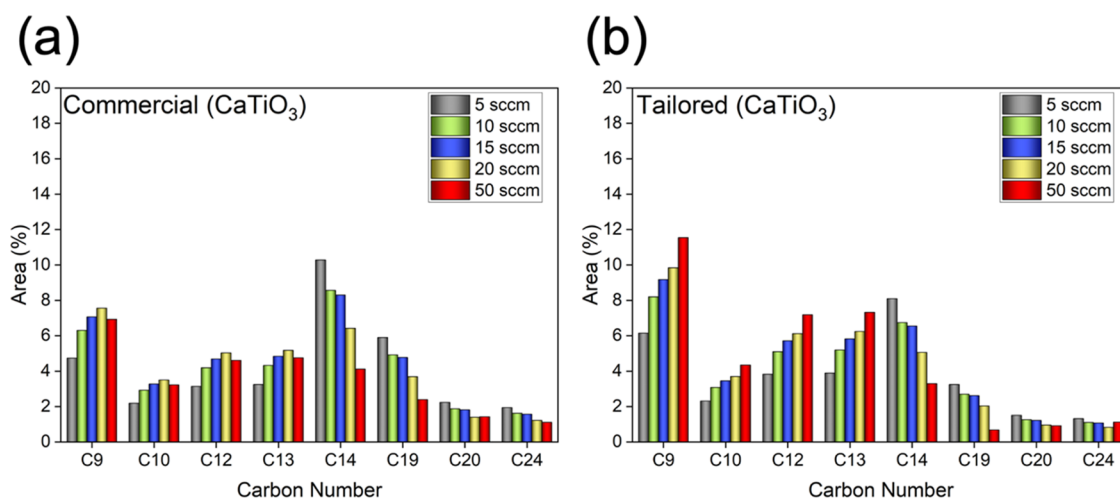 (a)
Commercial (CaTiO₃)
5 sccm
10 sccm
15 sccm
20 sccm
50 sccm
Area (%)
20
18
16
14
12
10
8
6
4
2
0
C9 C10 C12 C13 C14 C19 C20 C24
Carbon Number
(b)
Tailored (CaTiO₃)
5 sccm
10 sccm
15 sccm
20 sccm
50 sccm
Area (%)
20
18
16
14
12
10
8
6
4
2
0
C9 C10 C12 C13 C14 C19 C20 C24
Carbon Number